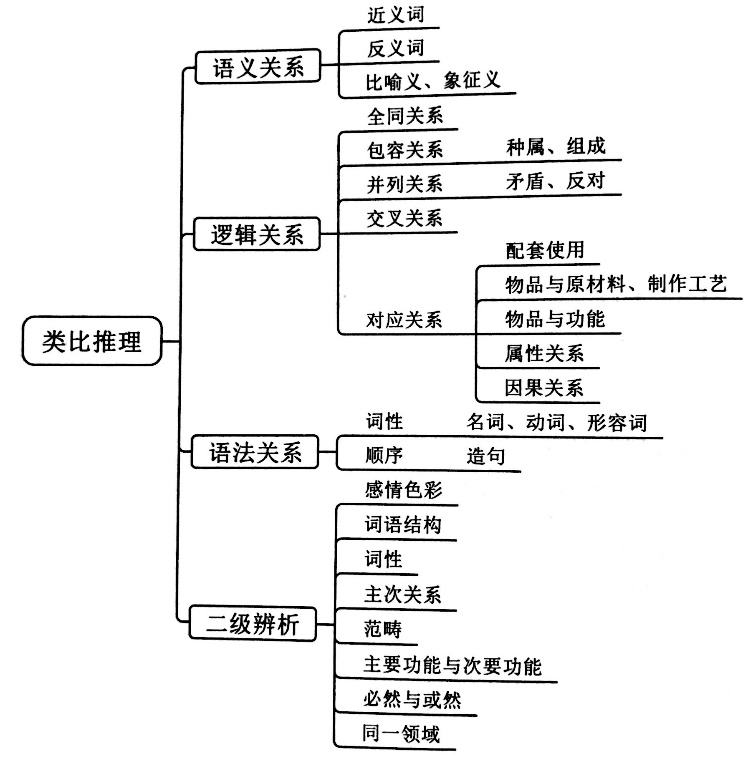 近义词
语义关系
反义词
比喻义、象征义
全同关系
包容关系 种属、组成
并列关系 矛盾、反对
逻辑关系
交叉关系
配套使用
物品与原材料、制作工艺
对应关系
物品与功能
类比推理
属性关系
因果关系
词性 名词、动词、形容词
语法关系
顺序 造句
感情色彩
词语结构
词性
主次关系
二级辨析
范畴
主要功能与次要功能
必然与或然
同一领域